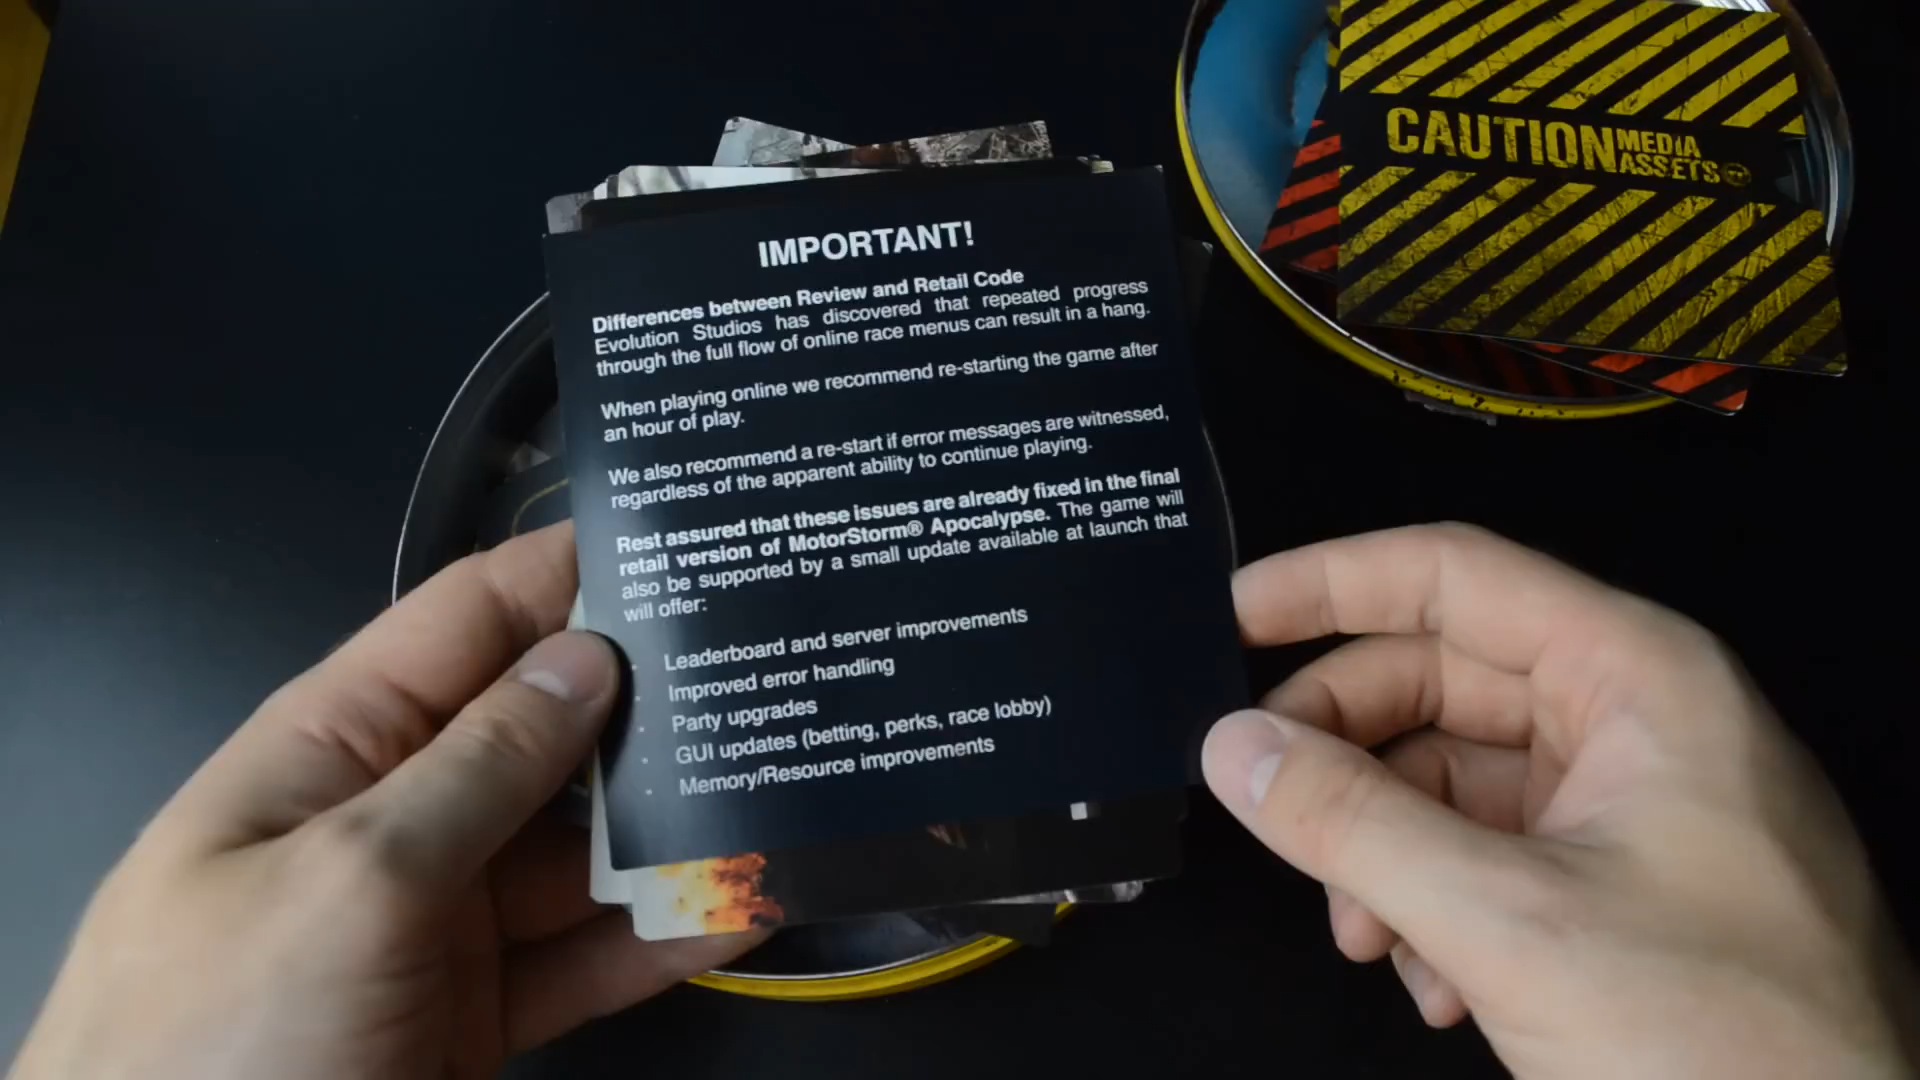 CAUTION MEDIA
ASSETS
IMPORTANT!
Differences between Review and Retail Code
Evolution Studios has discovered that repeated progress
through the full flow of online race menus can result in a hang.
When playing online we recommend re-starting the game after
an hour of play.
We also recommend a re-start if error messages are witnessed,
regardless of the apparent ability to continue playing.
Rest assured that these issues are already fixed in the final
retail version of MotorStorm® Apocalypse. The game will
also be supported by a small update available at launch that
will offer:
· Leaderboard and server improvements
· Improved error handling
· Party upgrades
· GUI updates (betting, perks, race lobby)
· Memory/Resource improvements